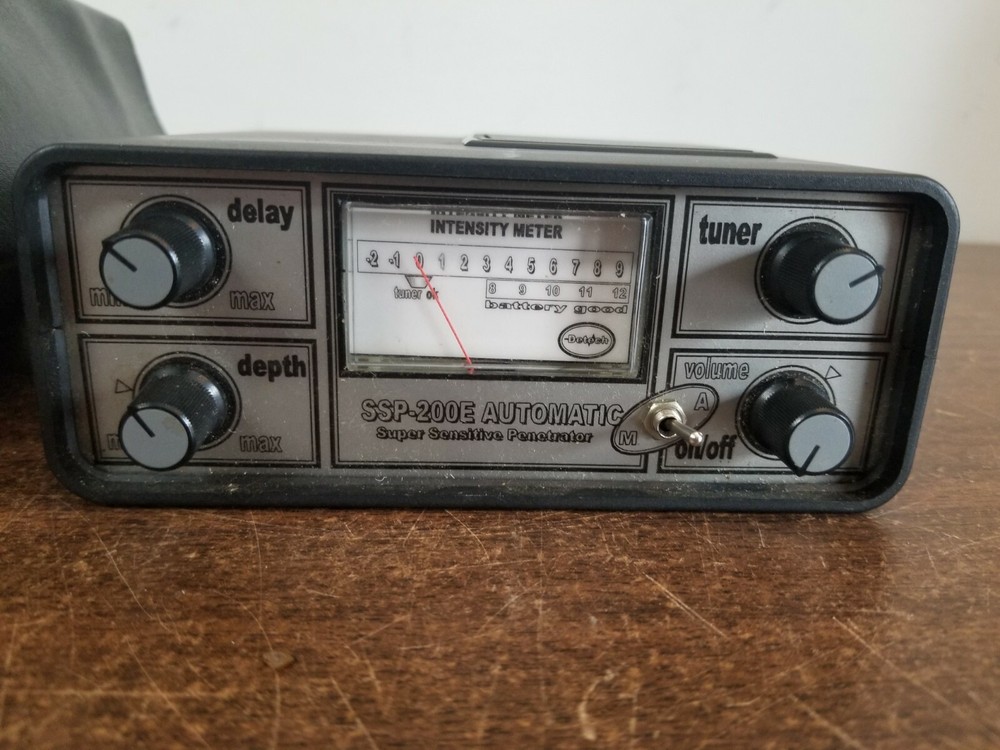 delay
max
depth
max
INTENSITY METER
INTENSITY METER
-2 -1 0 1 2 3 4 5 6 7 8 9
tuner ok
8 9 10 11 12
battery good
Detech
SSP-200E AUTOMATIC
Super Sensitive Penetrator
tuner
volume
A
M
on/off